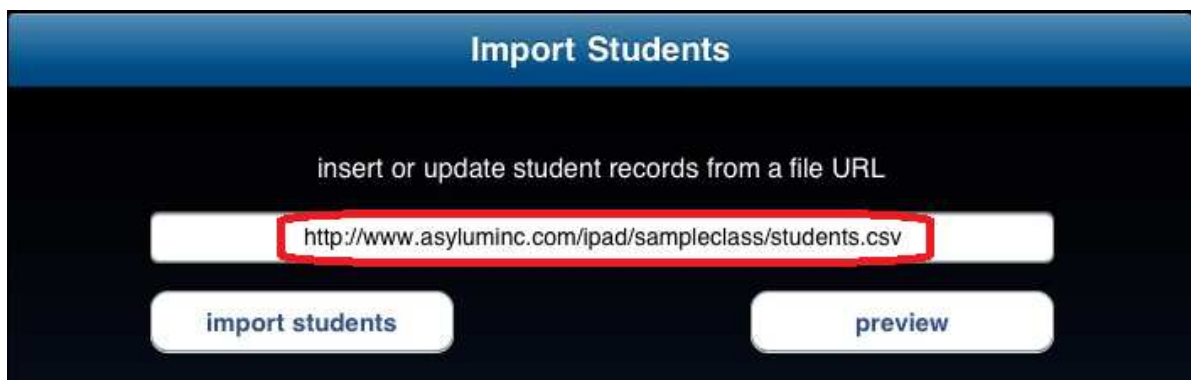 Import Students
insert or update student records from a file URL
http://www.asyluminc.com/ipad/sampleclass/students.csv
import students
preview